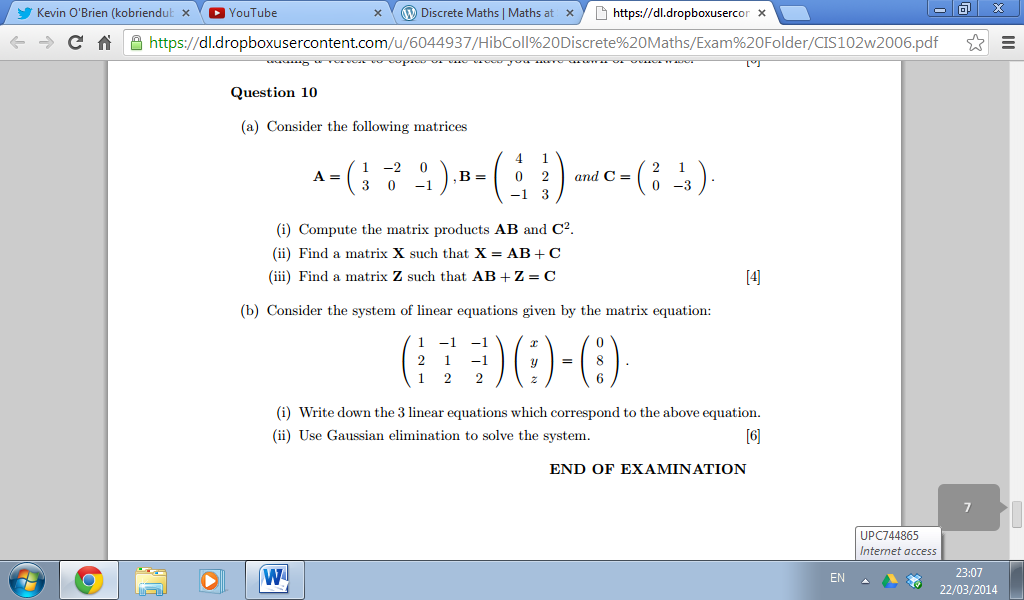 Kevin O'Brien (kobriendub
YouTube
Discrete Maths | Maths at
https://dl.dropboxusercor
https://dl.dropboxusercontent.com/u/6044937/HibColl%20Discrete%20Maths/Exam%20Folder/CIS102w2006.pdf
Question 10
(a) Consider the following matrices
A = ( 1 −2 0 ; 3 0 −1 ), B = ( 4 1 ; 0 2 ; −1 3 ) and C = ( 2 1 ; 0 −3 ).
(i) Compute the matrix products AB and C².
(ii) Find a matrix X such that X = AB + C
(iii) Find a matrix Z such that AB + Z = C [4]
(b) Consider the system of linear equations given by the matrix equation:
( 1 −1 −1 ; 2 1 −1 ; 1 2 2 ) ( x ; y ; z ) = ( 0 ; 8 ; 6 ).
(i) Write down the 3 linear equations which correspond to the above equation.
(ii) Use Gaussian elimination to solve the system. [6]
END OF EXAMINATION
7
UPC744865
Internet access
EN
23:07
22/03/2014